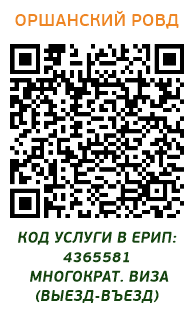 ОРШАНСКИЙ РОВД
КОД УСЛУГИ В ЕРИП:
4365581
МНОГОКРАТ. ВИЗА
(ВЫЕЗД-ВЪЕЗД)